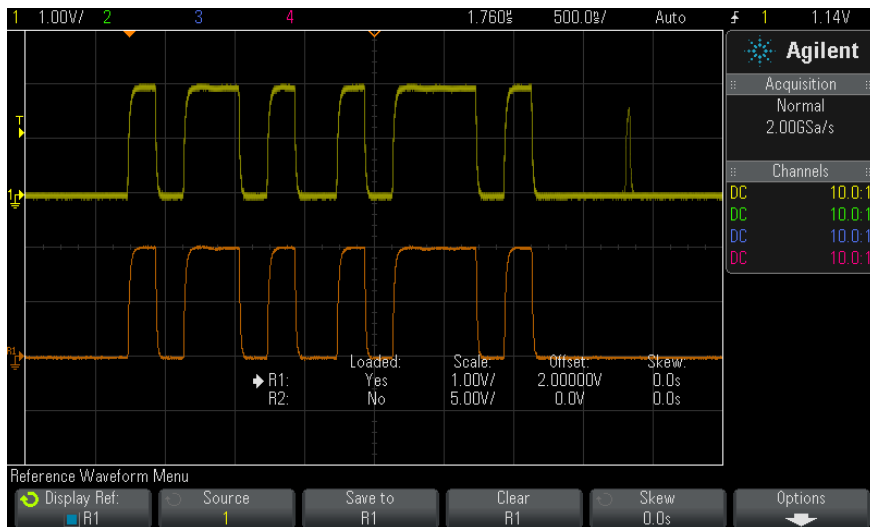 1 1.00V/ 2 3 4 1.760s 500.0s/ Auto 1 1.14V
Agilent
Acquisition
Normal
2.00GSa/s
Channels
DC 10.0:1
DC 10.0:1
DC 10.0:1
DC 10.0:1
T
1
R1
Loaded: Scale: Offset: Skew:
R1: Yes 1.00V/ 2.00000V 0.0s
R2: No 5.00V/ 0.0V 0.0s
Reference Waveform Menu
Display Ref: Source Save to Clear Skew Options
R1 1 R1 R1 0.0s